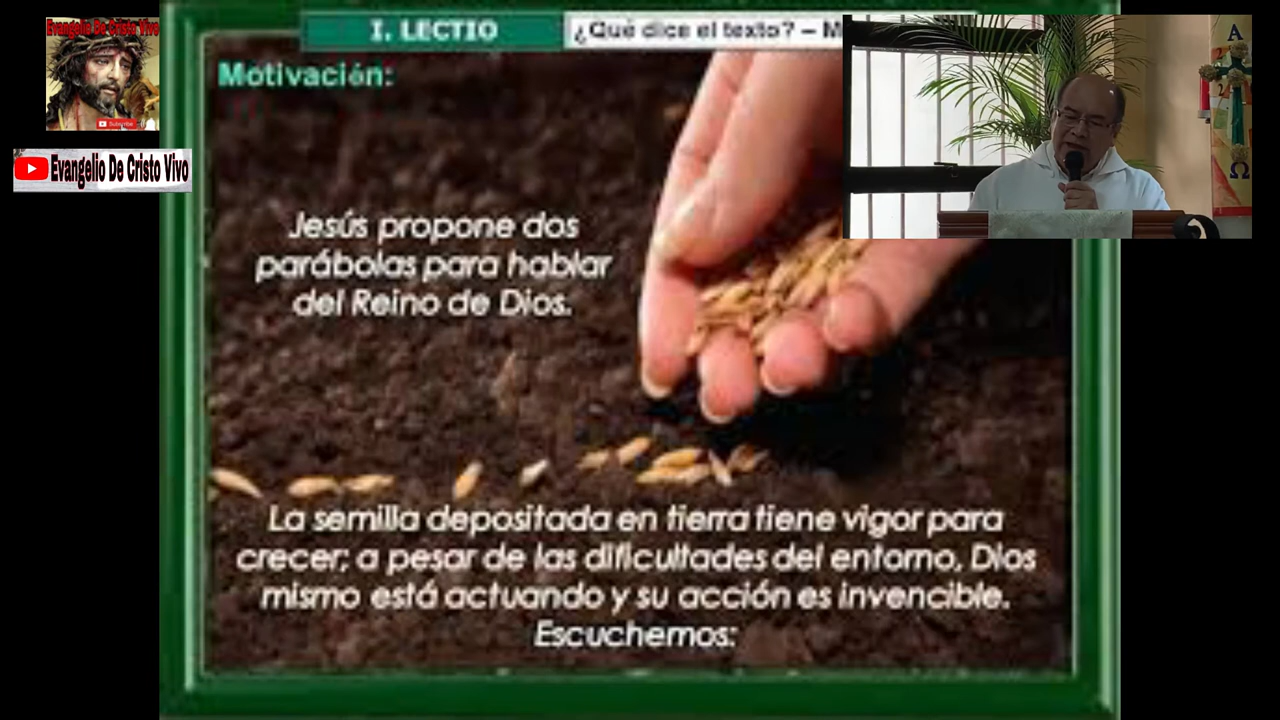 Evangelio De Cristo Vivo
Subscribe
Evangelio De Cristo Vivo
I. LECTIO
¿Qué dice el texto? – M
Motivación:
Jesús propone dos
parábolas para hablar
del Reino de Dios.
La semilla depositada en tierra tiene vigor para
crecer; a pesar de las dificultades del entorno, Dios
mismo está actuando y su acción es invencible.
Escuchemos:
A
Ω